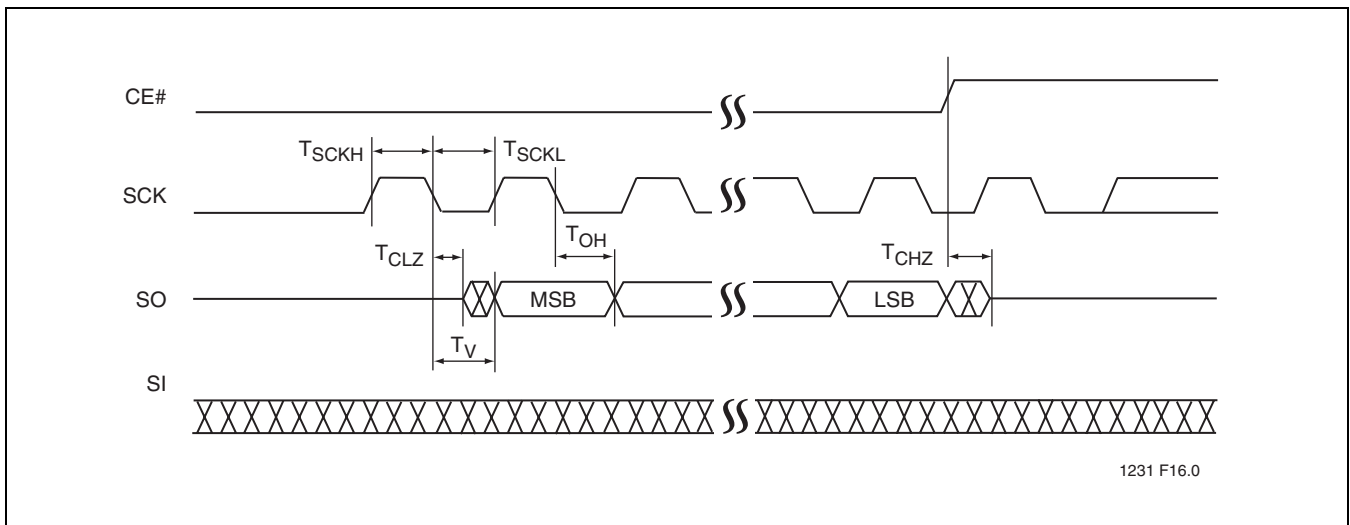 CE#
TSCKH
TSCKL
SCK
TOH
TCLZ
TCHZ
SO
MSB
LSB
TV
SI
1231 F16.0